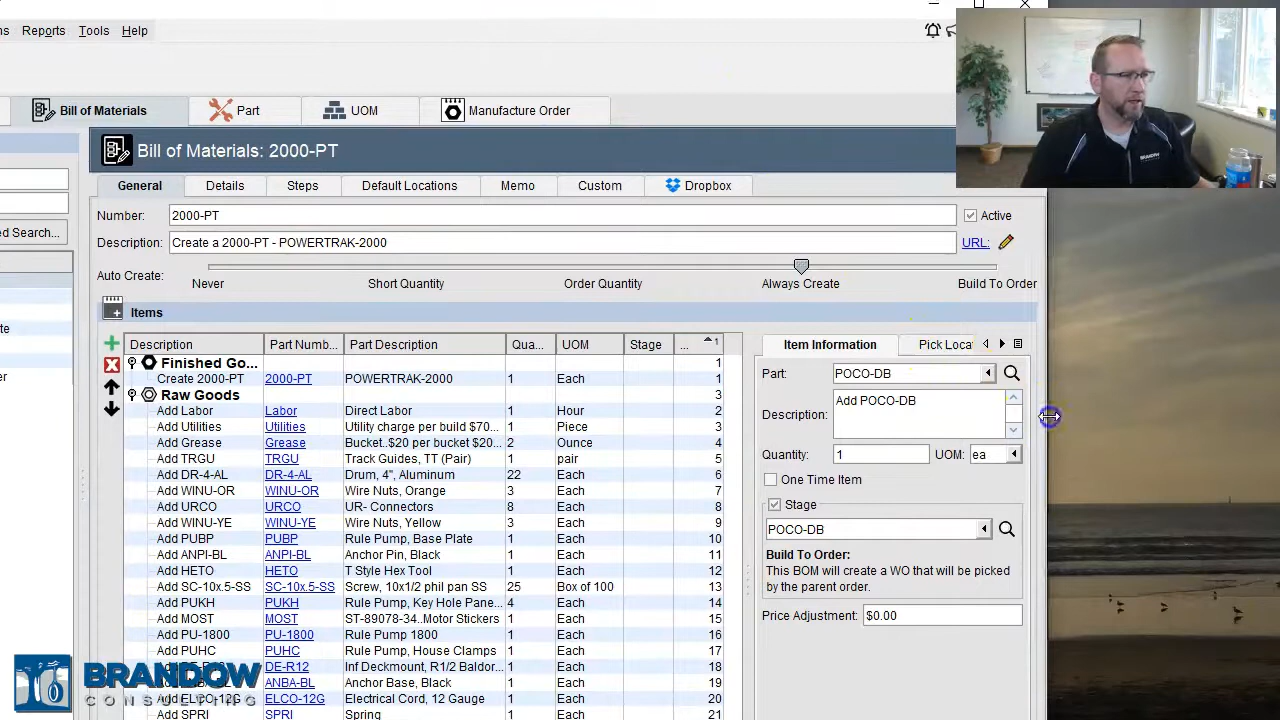 ns Reports Tools Help
Bill of Materials Part UOM Manufacture Order
Bill of Materials: 2000-PT
General Details Steps Default Locations Memo Custom Dropbox
Number: 2000-PT Active
Description: Create a 2000-PT - POWERTRAK-2000 URL:
ed Search...
Auto Create:
Never Short Quantity Order Quantity Always Create Build To Order
Items
Description Part Numb... Part Description Qua... UOM Stage ... 1
Finished Go... 1
Create 2000-PT 2000-PT POWERTRAK-2000 1 Each 1
Raw Goods 3
Add Labor Labor Direct Labor 1 Hour 2
Add Utilities Utilities Utility charge per build $70... 1 Piece 3
Add Grease Grease Bucket..$20 per bucket $20... 2 Ounce 4
Add TRGU TRGU Track Guides, TT (Pair) 1 pair 5
Add DR-4-AL DR-4-AL Drum, 4", Aluminum 22 Each 6
Add WINU-OR WINU-OR Wire Nuts, Orange 3 Each 7
Add URCO URCO UR- Connectors 8 Each 8
Add WINU-YE WINU-YE Wire Nuts, Yellow 3 Each 9
Add PUBP PUBP Rule Pump, Base Plate 1 Each 10
Add ANPI-BL ANPI-BL Anchor Pin, Black 1 Each 11
Add HETO HETO T Style Hex Tool 1 Each 12
Add SC-10x.5-SS SC-10x.5-SS Screw, 10x1/2 phil pan SS 25 Box of 100 13
Add PUKH PUKH Rule Pump, Key Hole Pane... 4 Each 14
Add MOST MOST ST-89078-34..Motor Stickers 1 Each 15
Add PU-1800 PU-1800 Rule Pump 1800 1 Each 16
Add PUHC PUHC Rule Pump, House Clamps 1 Each 17
DE-R12 Inf Deckmount, R1/2 Baldor... 1 Each 18
ANBA-BL Anchor Base, Black 1 Each 19
Add ELCO-12G ELCO-12G Electrical Cord, 12 Gauge 1 Each 20
Add SPRI SPRI Spring 1 Each 21
Item Information Pick Loca
Part: POCO-DB
Description: Add POCO-DB
Quantity: 1 UOM: ea
One Time Item
Stage
POCO-DB
Build To Order:
This BOM will create a WO that will be picked
by the parent order.
Price Adjustment: $0.00
BRANDOW
CONSULTING